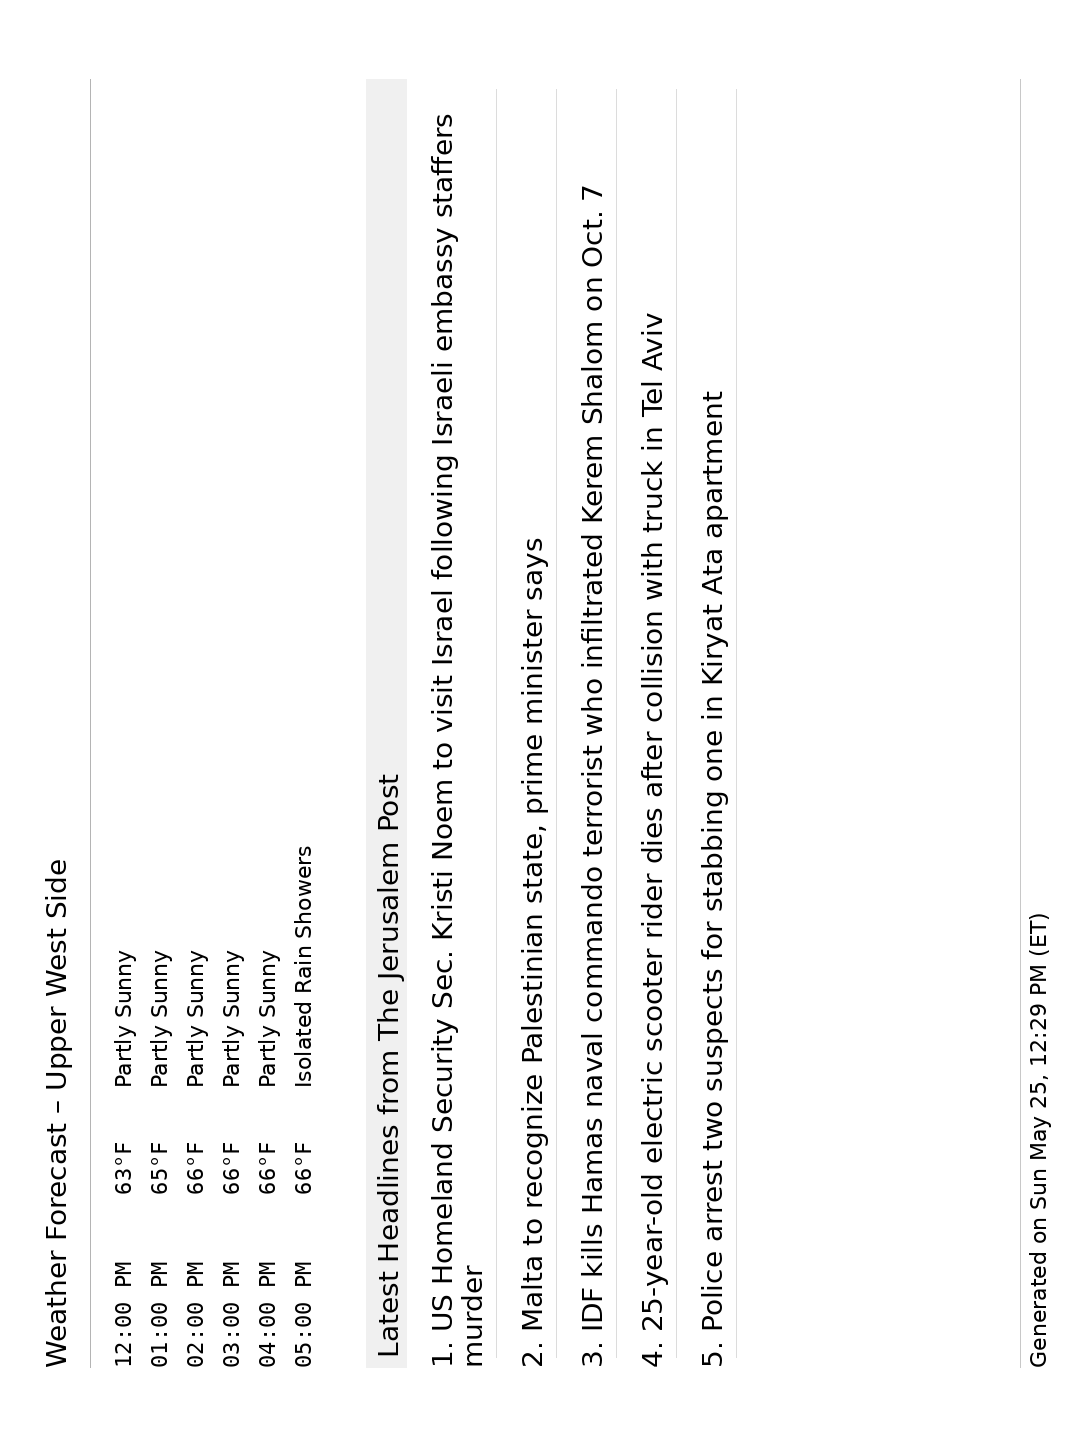 Weather Forecast – Upper West Side
12:00 PM 63°F Partly Sunny
01:00 PM 65°F Partly Sunny
02:00 PM 66°F Partly Sunny
03:00 PM 66°F Partly Sunny
04:00 PM 66°F Partly Sunny
05:00 PM 66°F Isolated Rain Showers
Latest Headlines from The Jerusalem Post
1. US Homeland Security Sec. Kristi Noem to visit Israel following Israeli embassy staffers
murder
2. Malta to recognize Palestinian state, prime minister says
3. IDF kills Hamas naval commando terrorist who infiltrated Kerem Shalom on Oct. 7
4. 25-year-old electric scooter rider dies after collision with truck in Tel Aviv
5. Police arrest two suspects for stabbing one in Kiryat Ata apartment
Generated on Sun May 25, 12:29 PM (ET)